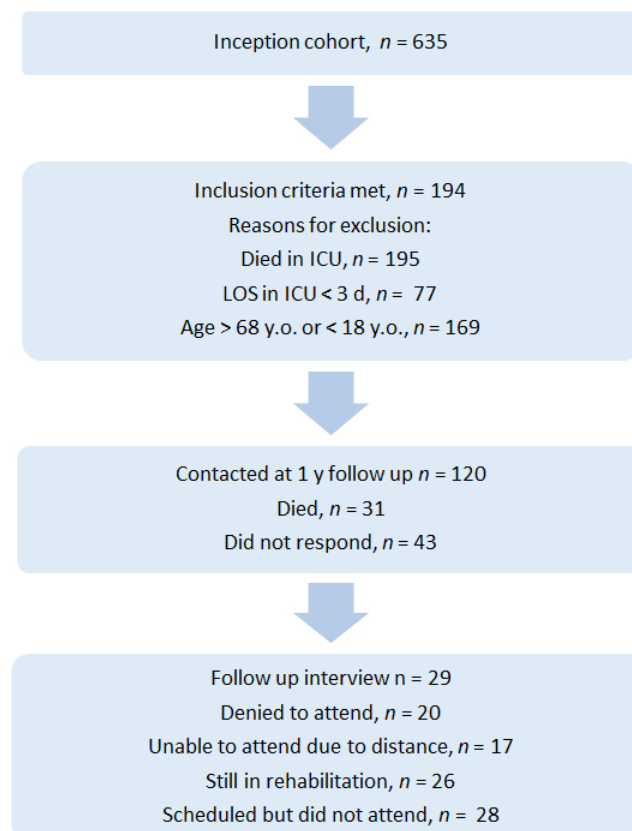 Inception cohort, n = 635
Inclusion criteria met, n = 194
Reasons for exclusion:
Died in ICU, n = 195
LOS in ICU < 3 d, n = 77
Age > 68 y.o. or < 18 y.o., n = 169
Contacted at 1 y follow up n = 120
Died, n = 31
Did not respond, n = 43
Follow up interview n = 29
Denied to attend, n = 20
Unable to attend due to distance, n = 17
Still in rehabilitation, n = 26
Scheduled but did not attend, n = 28